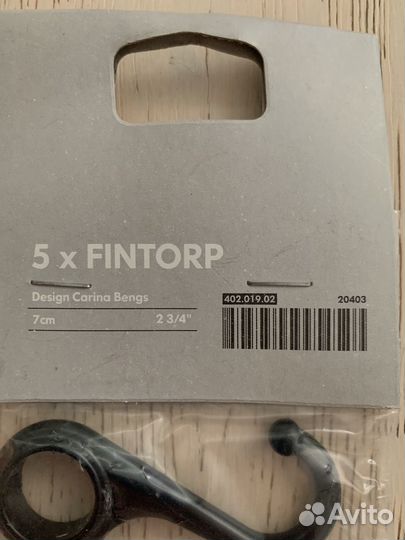 5 x FINTORP
Design Carina Bengs
7cm 2 3/4"
402.019.02 20403
Avito